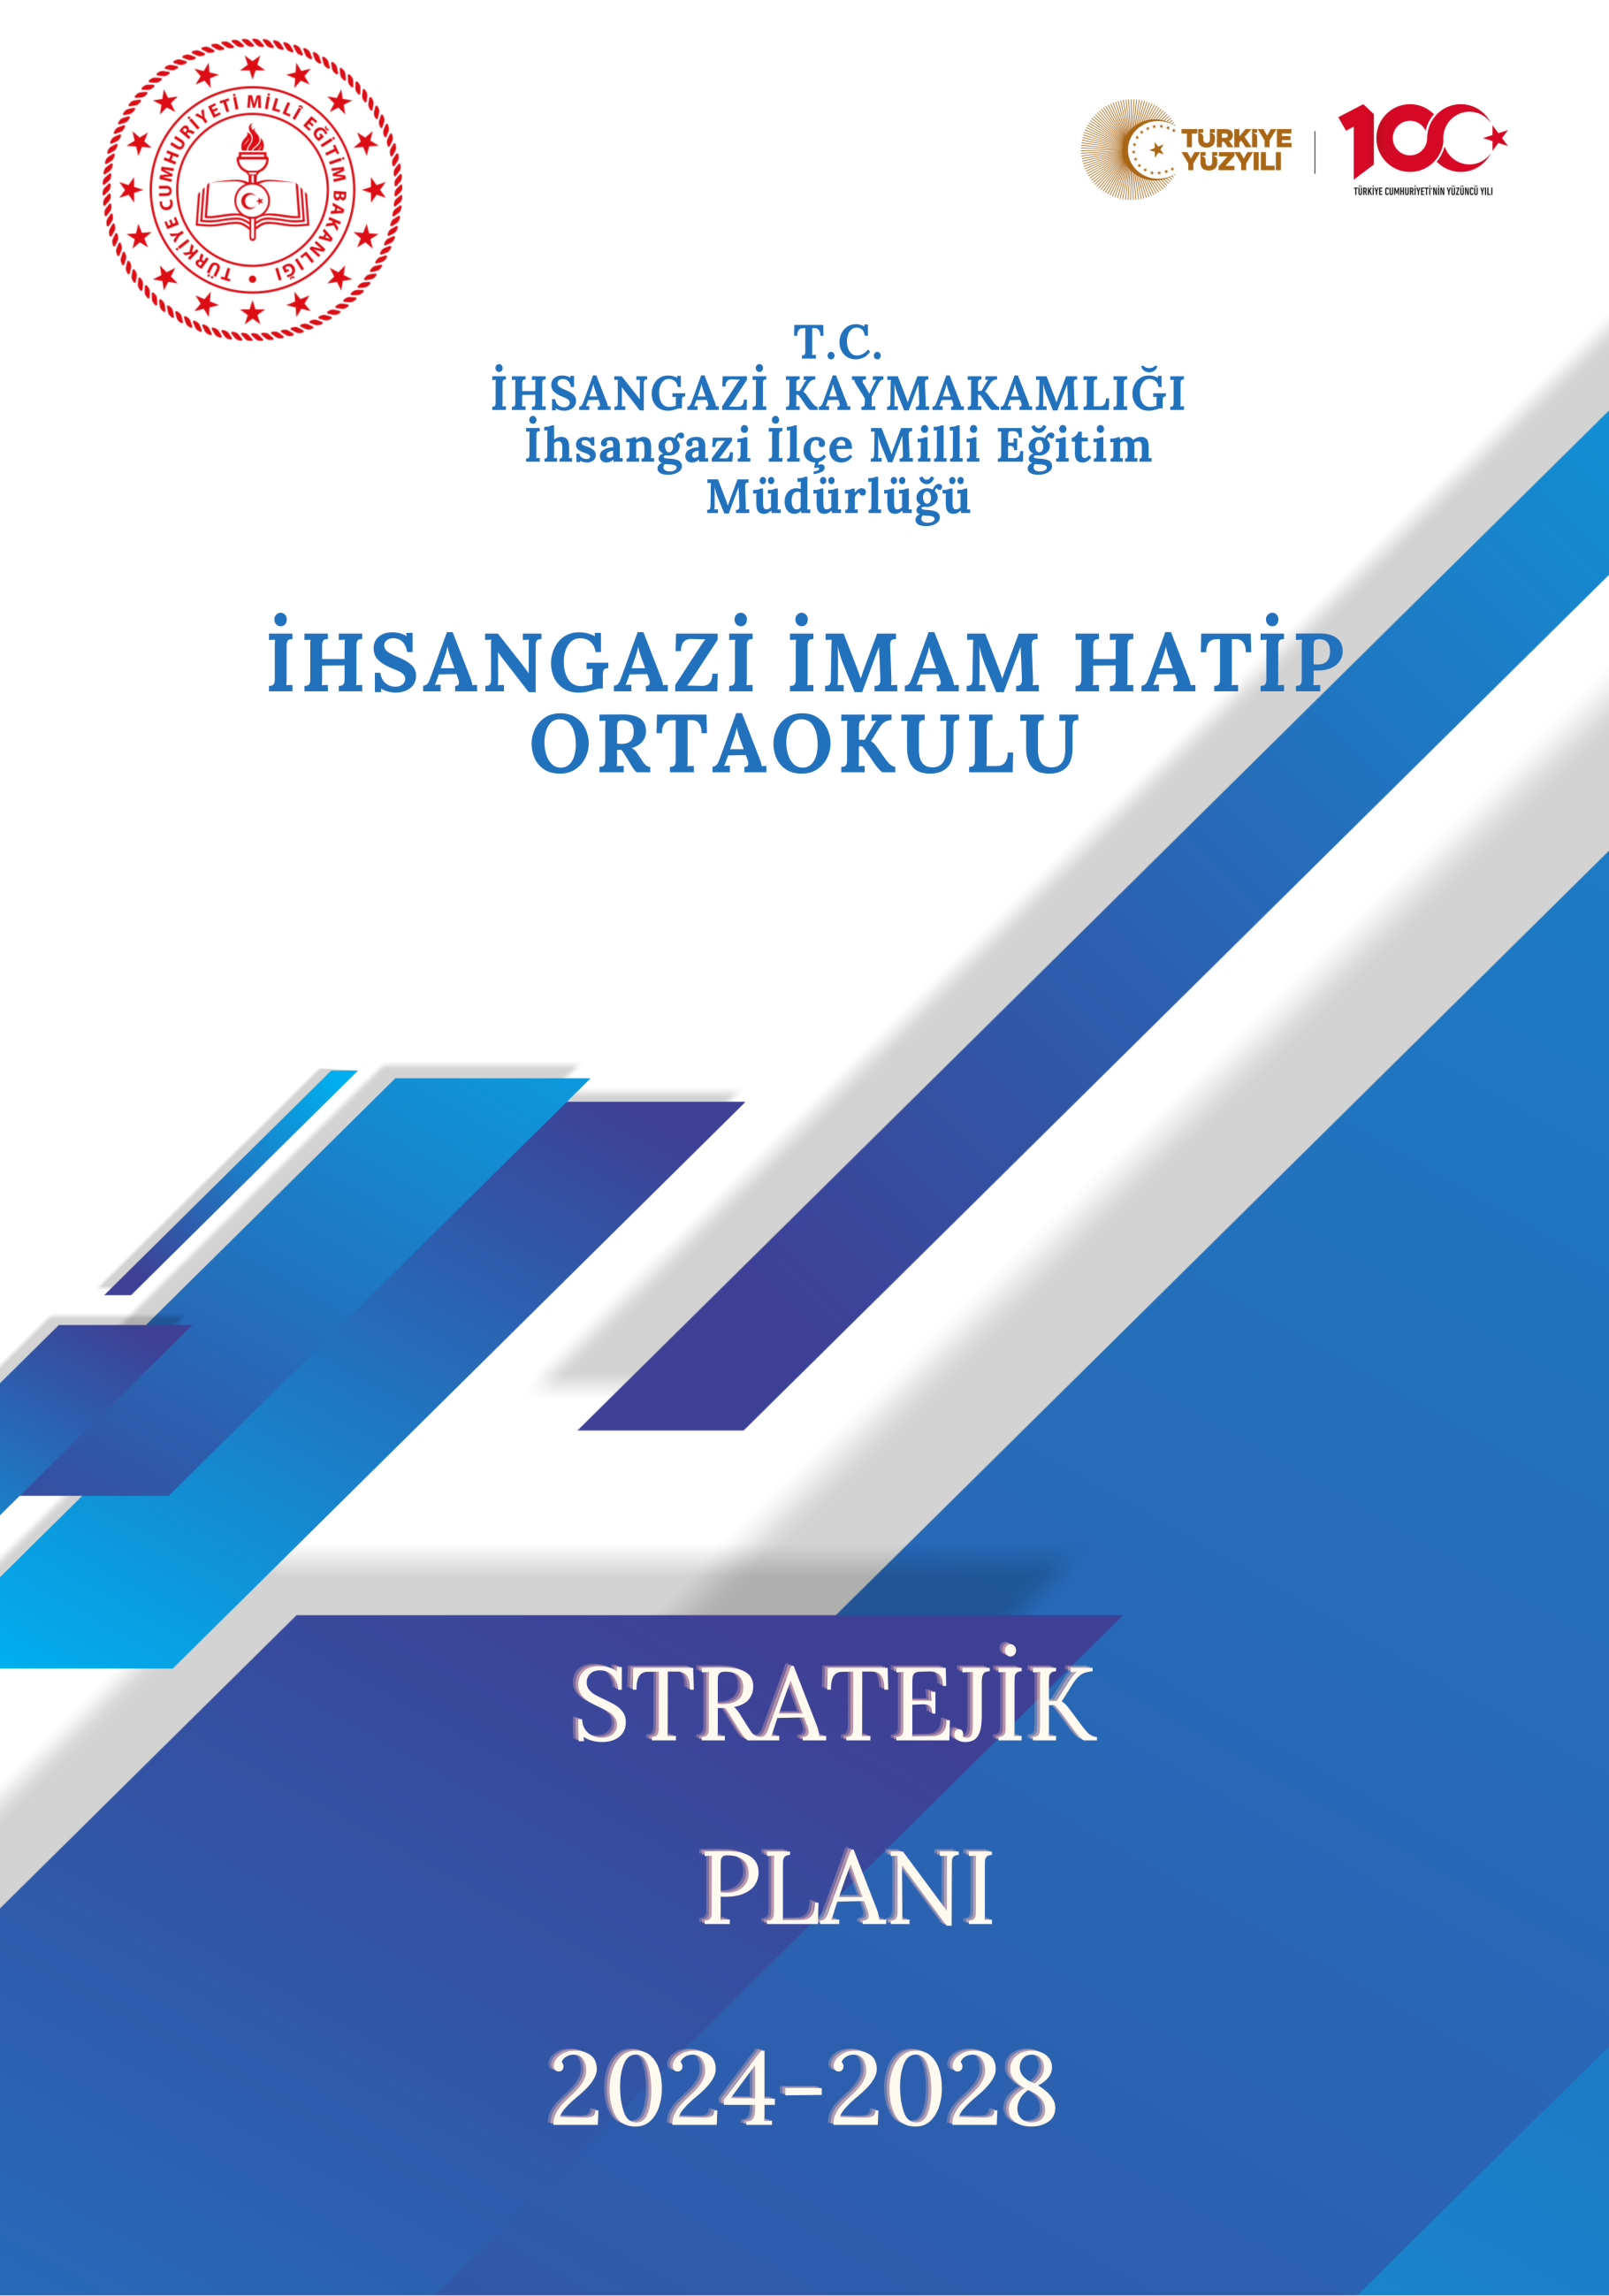 TÜRKİYE CUMHURİYETİ MİLLÎ EĞİTİM BAKANLIĞI
TÜRKİYE
YÜZYILI
100
TÜRKİYE CUMHURİYETİ'NİN YÜZÜNCÜ YILI
T.C.
İHSANGAZİ KAYMAKAMLIĞI
İhsangazi İlçe Milli Eğitim
Müdürlüğü
İHSANGAZİ İMAM HATİP
ORTAOKULU
STRATEJİK
PLANI
2024-2028